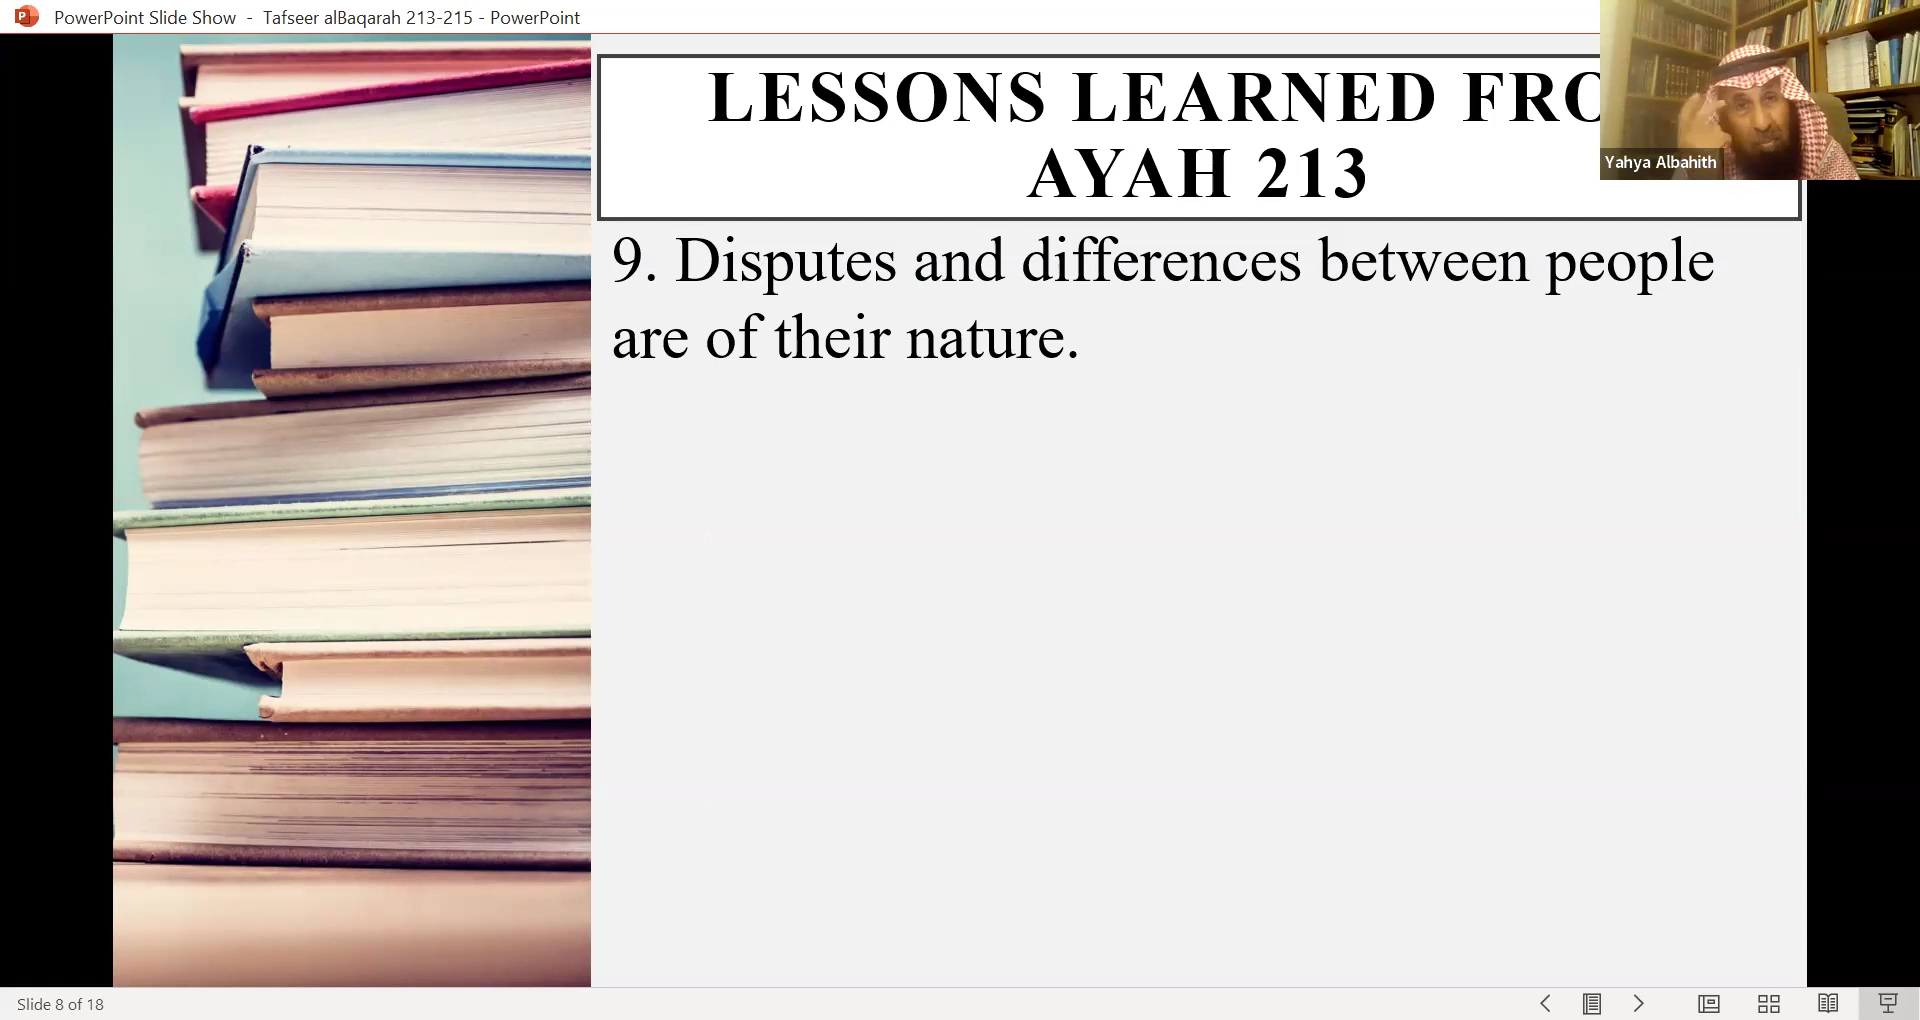 PowerPoint Slide Show - Tafseer alBaqarah 213-215 - PowerPoint
LESSONS LEARNED FRO
AYAH 213
Yahya Albahith
9. Disputes and differences between people
are of their nature.
Slide 8 of 18